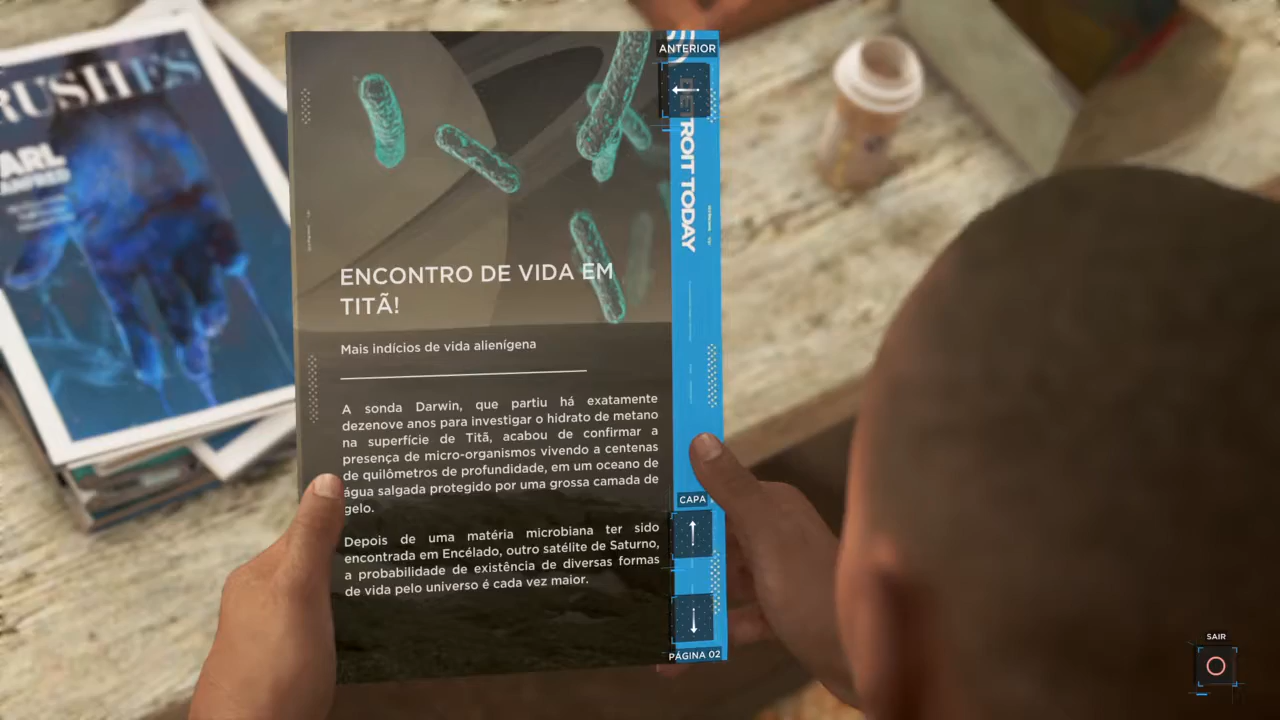 RUSHES
ARL
ANTERIOR
DETROIT TODAY
ENCONTRO DE VIDA EM
TITÃ!
Mais indícios de vida alienígena
A sonda Darwin, que partiu há exatamente
dezenove anos para investigar o hidrato de metano
na superfície de Titã, acabou de confirmar a
presença de micro-organismos vivendo a centenas
de quilômetros de profundidade, em um oceano de
água salgada protegido por uma grossa camada de
gelo.
Depois de uma matéria microbiana ter sido
encontrada em Encélado, outro satélite de Saturno,
a probabilidade de existência de diversas formas
de vida pelo universo é cada vez maior.
CAPA
PÁGINA 02
SAIR